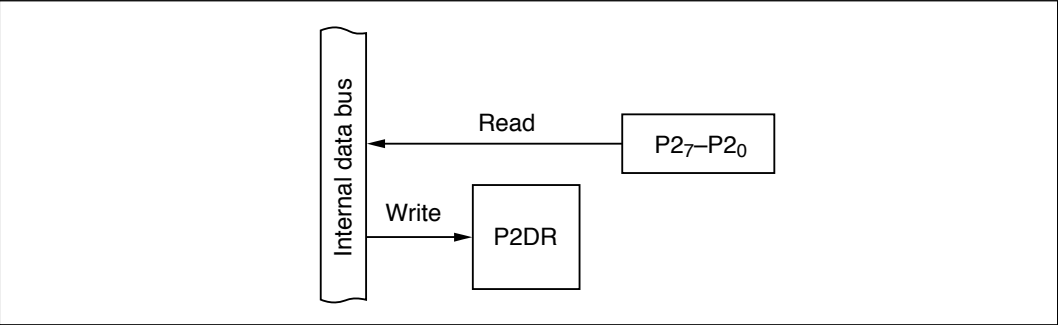 Internal data bus
Read
P2₇–P2₀
Write
P2DR